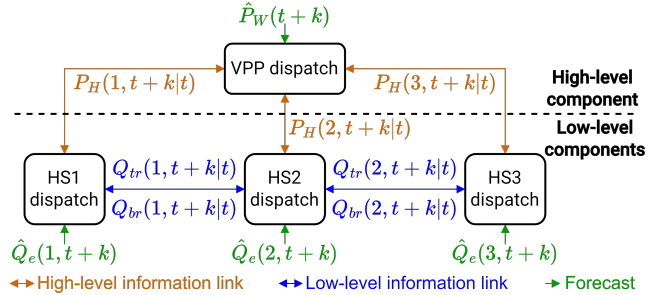 P̂_W(t + k)
VPP dispatch
P_H(1, t + k|t)
P_H(3, t + k|t)
High-level
component
P_H(2, t + k|t)
Low-level
components
HS1
dispatch
Q_tr(1, t + k|t)
Q_br(1, t + k|t)
HS2
dispatch
Q_tr(2, t + k|t)
Q_br(2, t + k|t)
HS3
dispatch
Q̂_e(1, t + k)
Q̂_e(2, t + k)
Q̂_e(3, t + k)
High-level information link
Low-level information link
Forecast